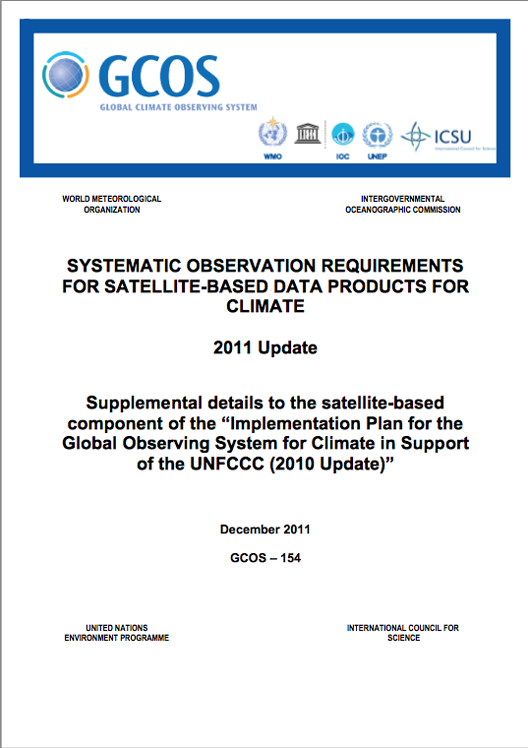 GCOS
GLOBAL CLIMATE OBSERVING SYSTEM
WMO
IOC
UNEP
ICSU
International Council for Science
WORLD METEOROLOGICAL
ORGANIZATION
INTERGOVERNMENTAL
OCEANOGRAPHIC COMMISSION
SYSTEMATIC OBSERVATION REQUIREMENTS
FOR SATELLITE-BASED DATA PRODUCTS FOR
CLIMATE
2011 Update
Supplemental details to the satellite-based
component of the “Implementation Plan for the
Global Observing System for Climate in Support
of the UNFCCC (2010 Update)”
December 2011
GCOS – 154
UNITED NATIONS
ENVIRONMENT PROGRAMME
INTERNATIONAL COUNCIL FOR
SCIENCE